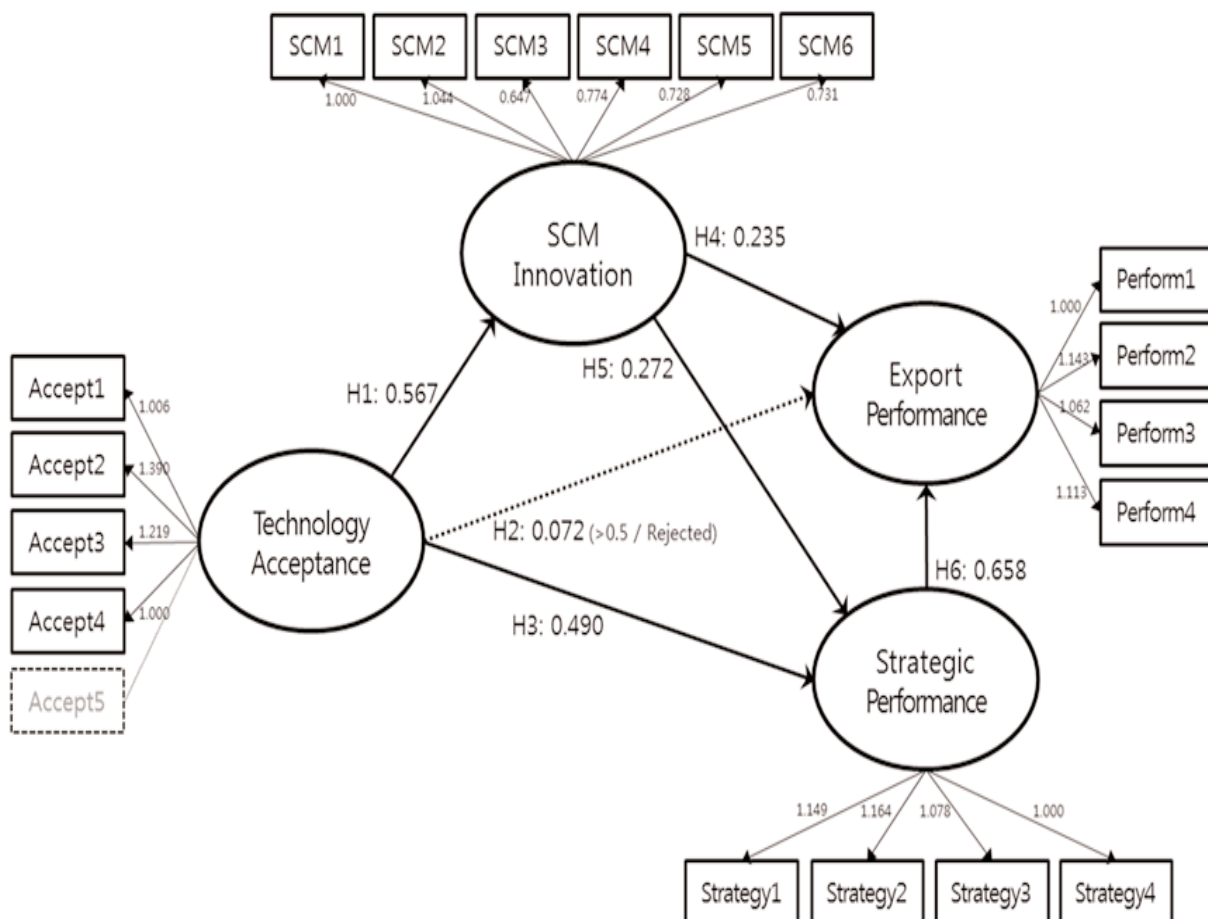 SCM1
SCM2
SCM3
SCM4
SCM5
SCM6
1.000
1.044
0.647
0.774
0.728
0.731
SCM
Innovation
H4: 0.235
Perform1
Perform2
Perform3
Perform4
1.000
1.143
1.062
1.113
Export
Performance
H5: 0.272
H1: 0.567
Accept1
Accept2
Accept3
Accept4
Accept5
1.006
1.390
1.219
1.000
Technology
Acceptance
H2: 0.072 (>0.5 / Rejected)
H6: 0.658
H3: 0.490
Strategic
Performance
1.149
1.164
1.078
1.000
Strategy1
Strategy2
Strategy3
Strategy4